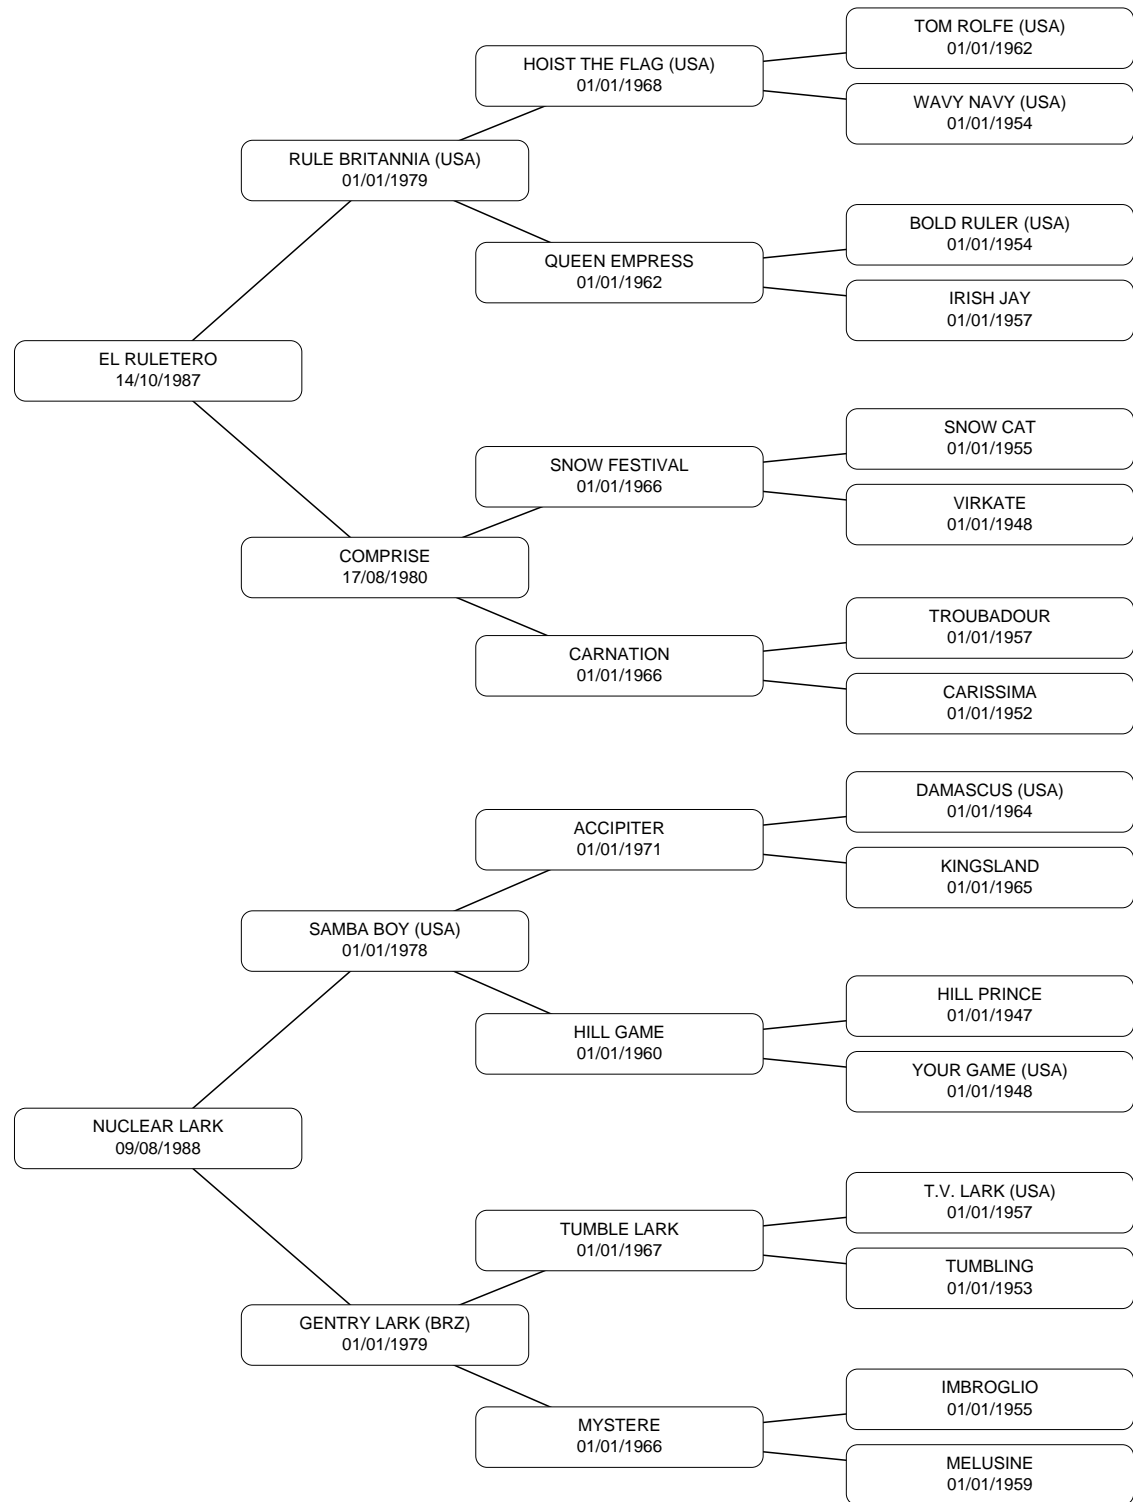 TOM ROLFE (USA)
01/01/1962
HOIST THE FLAG (USA)
01/01/1968
WAVY NAVY (USA)
01/01/1954
RULE BRITANNIA (USA)
01/01/1979
BOLD RULER (USA)
01/01/1954
QUEEN EMPRESS
01/01/1962
IRISH JAY
01/01/1957
EL RULETERO
14/10/1987
SNOW CAT
01/01/1955
SNOW FESTIVAL
01/01/1966
VIRKATE
01/01/1948
COMPRISE
17/08/1980
TROUBADOUR
01/01/1957
CARNATION
01/01/1966
CARISSIMA
01/01/1952
DAMASCUS (USA)
01/01/1964
ACCIPITER
01/01/1971
KINGSLAND
01/01/1965
SAMBA BOY (USA)
01/01/1978
HILL PRINCE
01/01/1947
HILL GAME
01/01/1960
YOUR GAME (USA)
01/01/1948
NUCLEAR LARK
09/08/1988
T.V. LARK (USA)
01/01/1957
TUMBLE LARK
01/01/1967
TUMBLING
01/01/1953
GENTRY LARK (BRZ)
01/01/1979
IMBROGLIO
01/01/1955
MYSTERE
01/01/1966
MELUSINE
01/01/1959